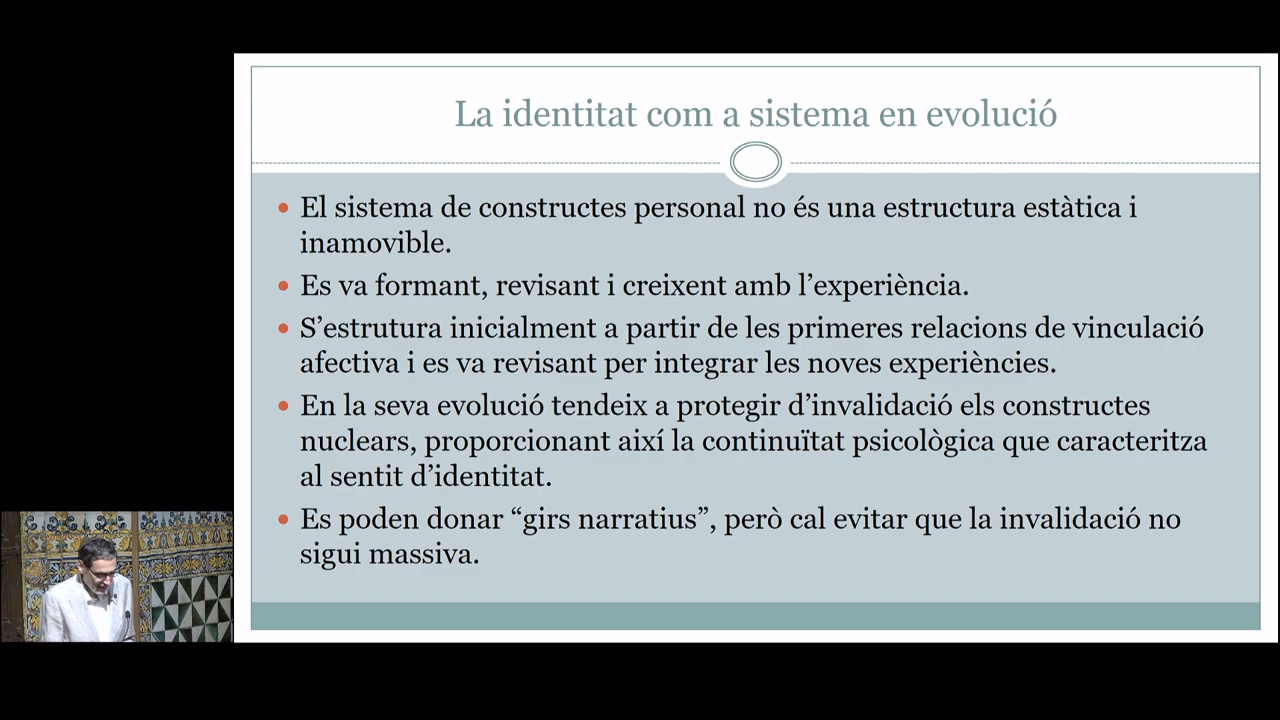 La identitat com a sistema en evolució
• El sistema de constructes personal no és una estructura estàtica i
inamovible.
• Es va formant, revisant i creixent amb l’experiència.
• S’estrutura inicialment a partir de les primeres relacions de vinculació
afectiva i es va revisant per integrar les noves experiències.
• En la seva evolució tendeix a protegir d’invalidació els constructes
nuclears, proporcionant així la continuïtat psicològica que caracteritza
al sentit d’identitat.
• Es poden donar “girs narratius”, però cal evitar que la invalidació no
sigui massiva.